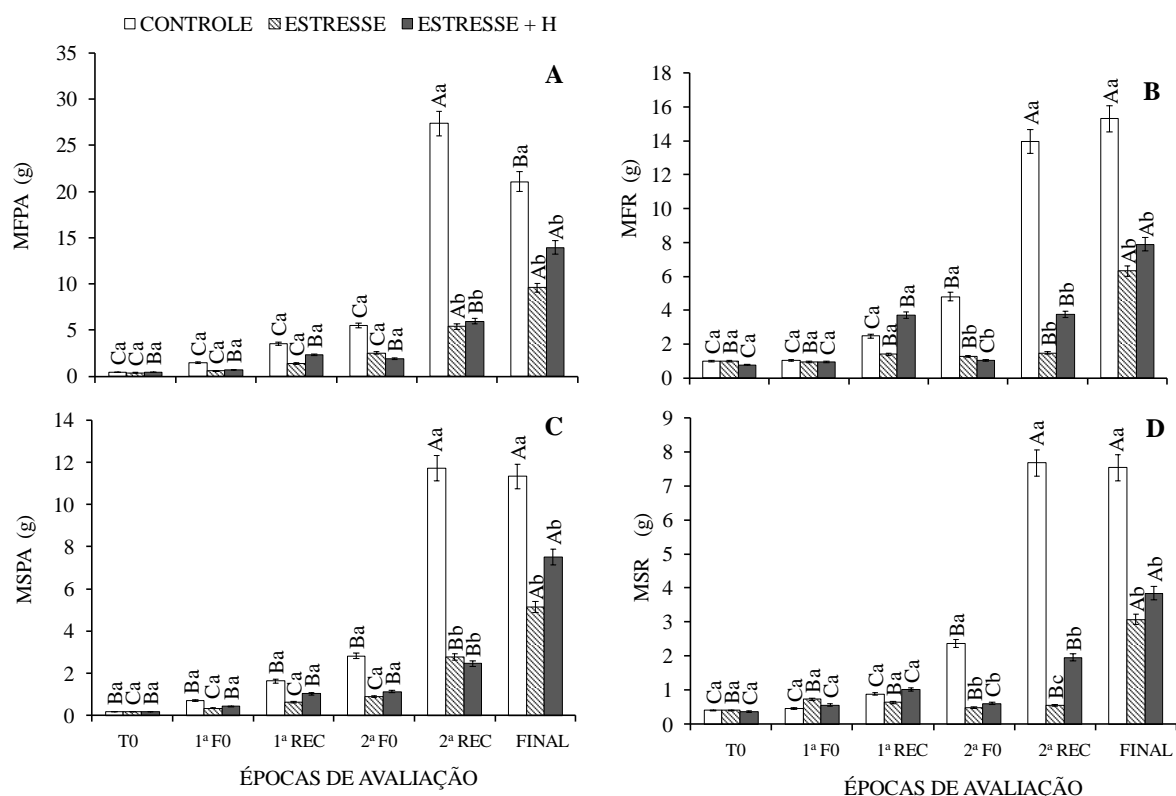 CONTROLE ESTRESSE ESTRESSE + H
A
35
30
25
20
15
10
5
0
MFPA (g)
Ca Ca Ba
Ca Ca Ba
Ca Ca Ba
Ca Ca Ba
Aa Ab Bb
Ba Ab Ab
B
18
16
14
12
10
8
6
4
2
0
MFR (g)
Ca Ba Ca
Ca Ba Ca
Ca Ba Ba
Ba Bb Cb
Aa Bb Bb
Aa Ab Ab
C
14
12
10
8
6
4
2
0
MSPA (g)
Ba Ca Ba
Ba Ca Ba
Ba Ca Ba
Ba Ca Ba
Aa Bb Bb
Aa Ab Ab
T0 1ª F0 1ª REC 2ª F0 2ª REC FINAL
ÉPOCAS DE AVALIAÇÃO
D
9
8
7
6
5
4
3
2
1
0
MSR (g)
Ca Ba Ca
Ca Ba Ca
Ca Ba Ca
Ba Bb Cb
Aa Bc Bb
Aa Ab Ab
T0 1ª F0 1ª REC 2ª F0 2ª REC FINAL
ÉPOCAS DE AVALIAÇÃO